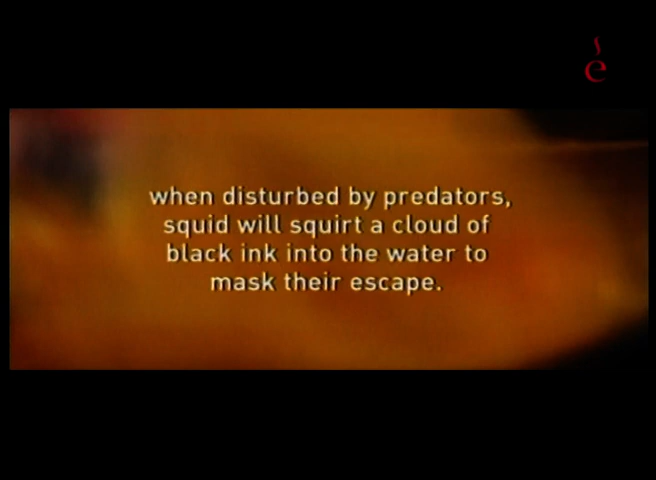 e
when disturbed by predators,
squid will squirt a cloud of
black ink into the water to
mask their escape.